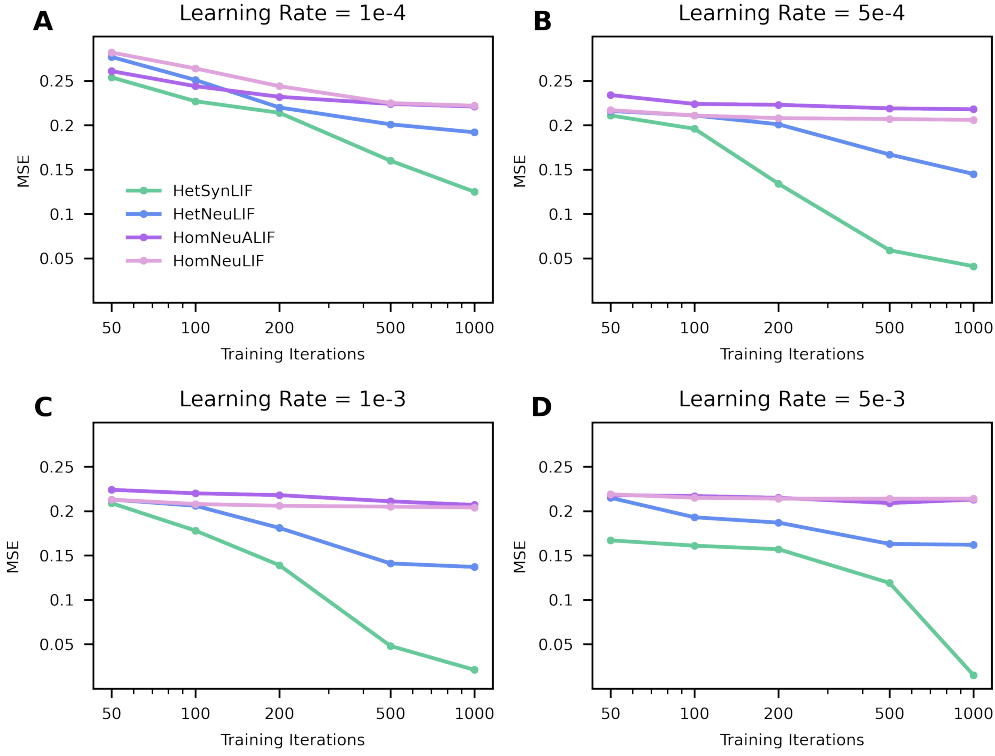 A
Learning Rate = 1e-4
MSE
0.25
0.2
0.15
0.1
0.05
HetSynLIF
HetNeuLIF
HomNeuALIF
HomNeuLIF
50 100 200 500 1000
Training Iterations
B
Learning Rate = 5e-4
MSE
0.25
0.2
0.15
0.1
0.05
50 100 200 500 1000
Training Iterations
C
Learning Rate = 1e-3
MSE
0.25
0.2
0.15
0.1
0.05
50 100 200 500 1000
Training Iterations
D
Learning Rate = 5e-3
MSE
0.25
0.2
0.15
0.1
0.05
50 100 200 500 1000
Training Iterations